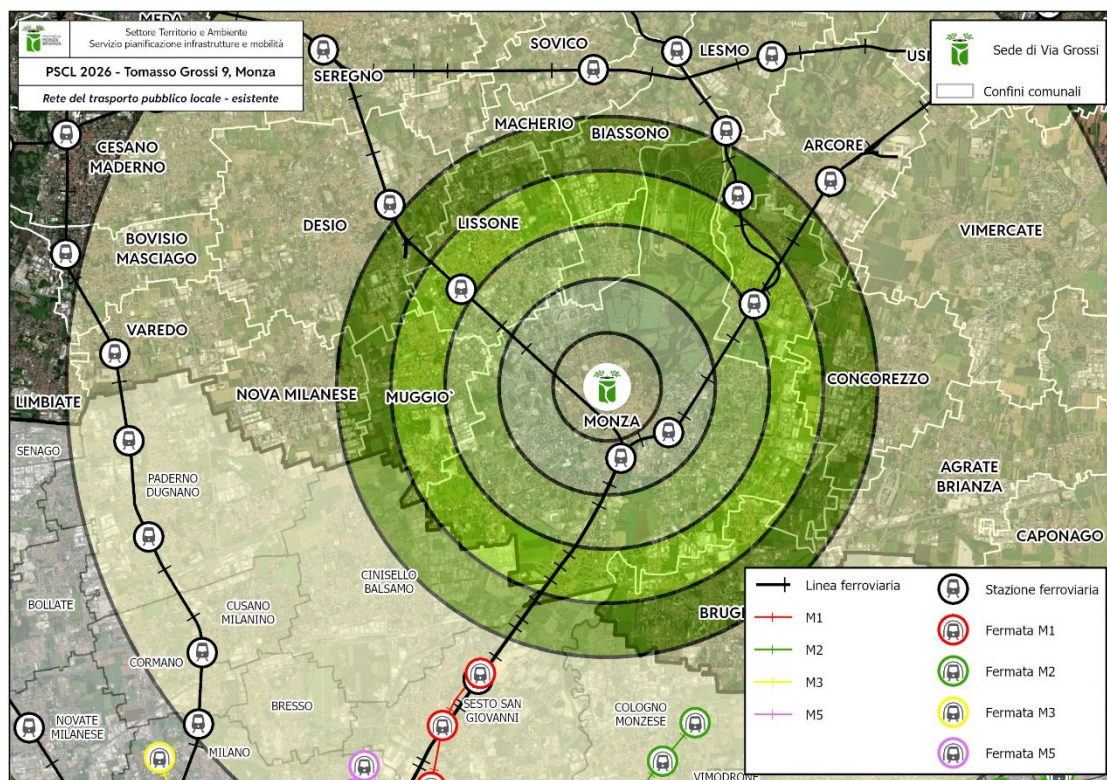 PROVINCIA
MONZA
BRIANZA
Settore Territorio e Ambiente
Servizio pianificazione infrastrutture e mobilità
PSCL 2026 - Tomasso Grossi 9, Monza
Rete del trasporto pubblico locale - esistente
MEDA
SEREGNO
SOVICO
LESMO
Sede di Via Grossi
Confini comunali
CESANO
MADERNO
MACHERIO
BIASSONO
ARCORE
BOVISIO
MASCIAGO
DESIO
LISSONE
VIMERCATE
VAREDO
LIMBIATE
NOVA MILANESE
MUGGIO`
MONZA
CONCOREZZO
SENAGO
PADERNO
DUGNANO
AGRATE
BRIANZA
CAPONAGO
BOLLATE
CUSANO
MILANINO
CINISELLO
BALSAMO
CORMANO
BRESSO
NOVATE
MILANESE
MILANO
SESTO SAN
GIOVANNI
COLOGNO
MONZESE
VIMODRONE
Linea ferroviaria
M1
M2
M3
M5
Stazione ferroviaria
Fermata M1
Fermata M2
Fermata M3
Fermata M5